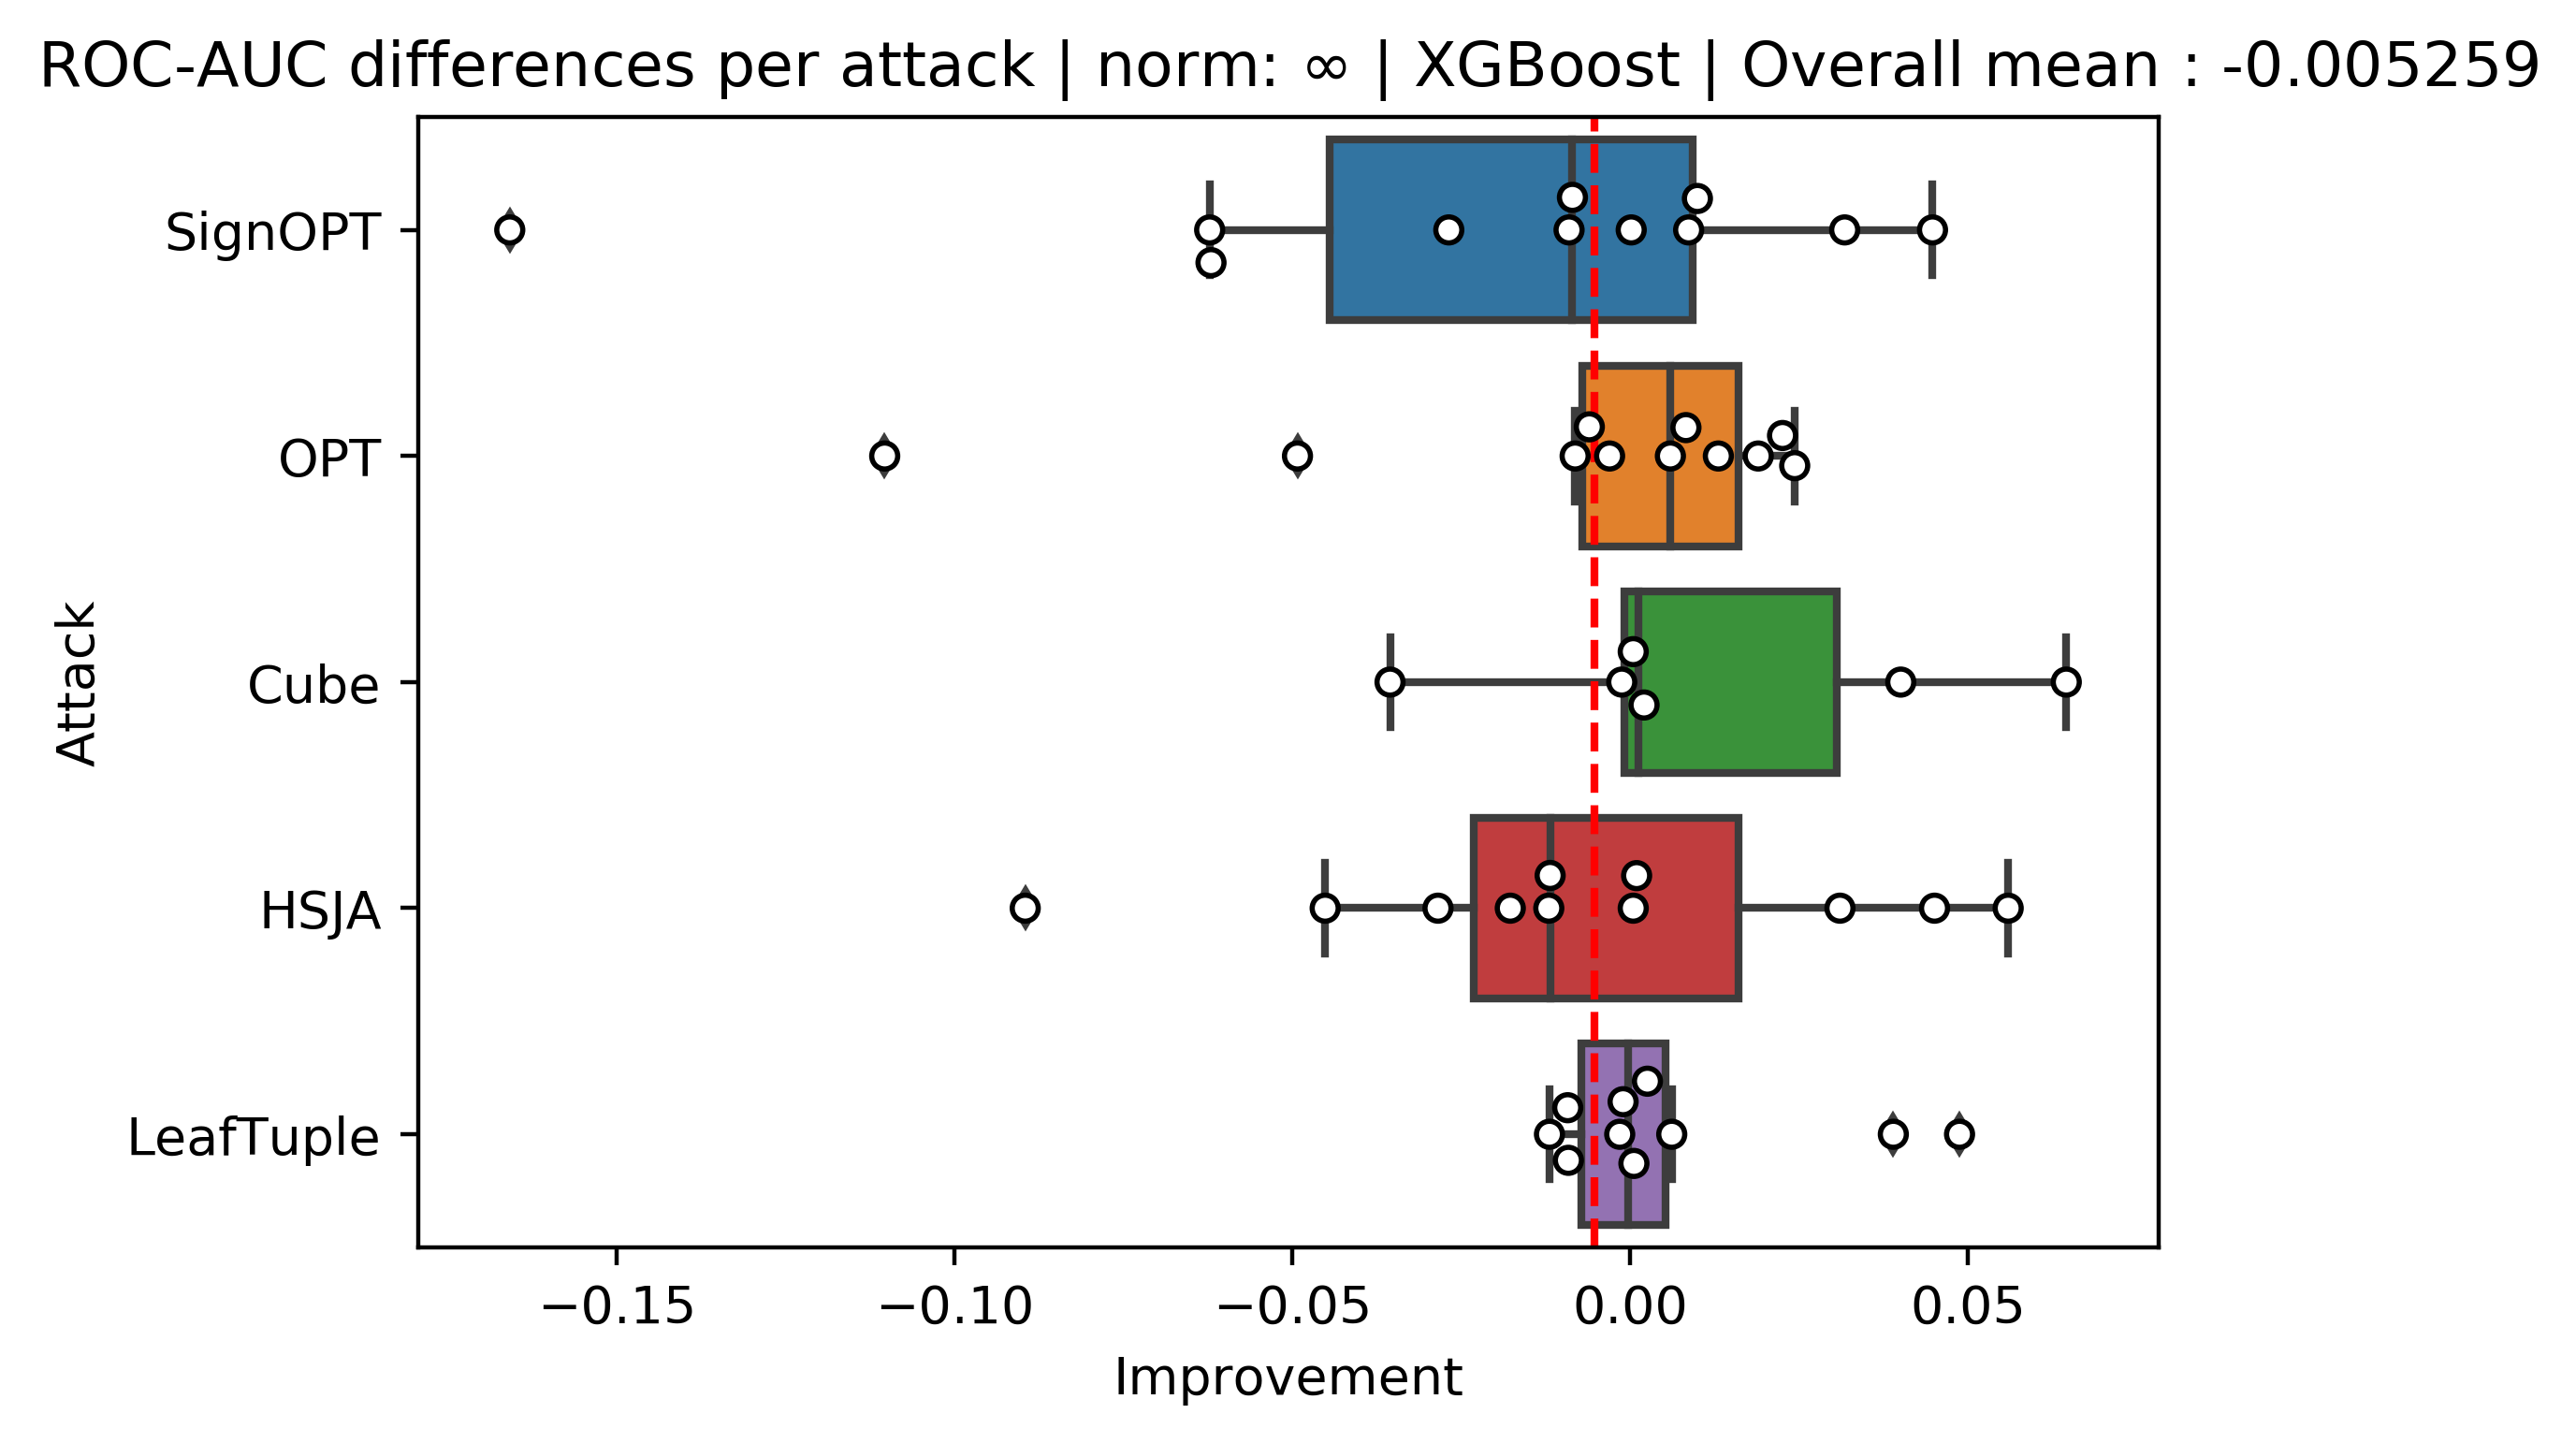 ROC-AUC differences per attack | norm: ∞ | XGBoost | Overall mean : -0.005259
SignOPT
OPT
Cube
HSJA
LeafTuple
Attack
−0.15 −0.10 −0.05 0.00 0.05
Improvement